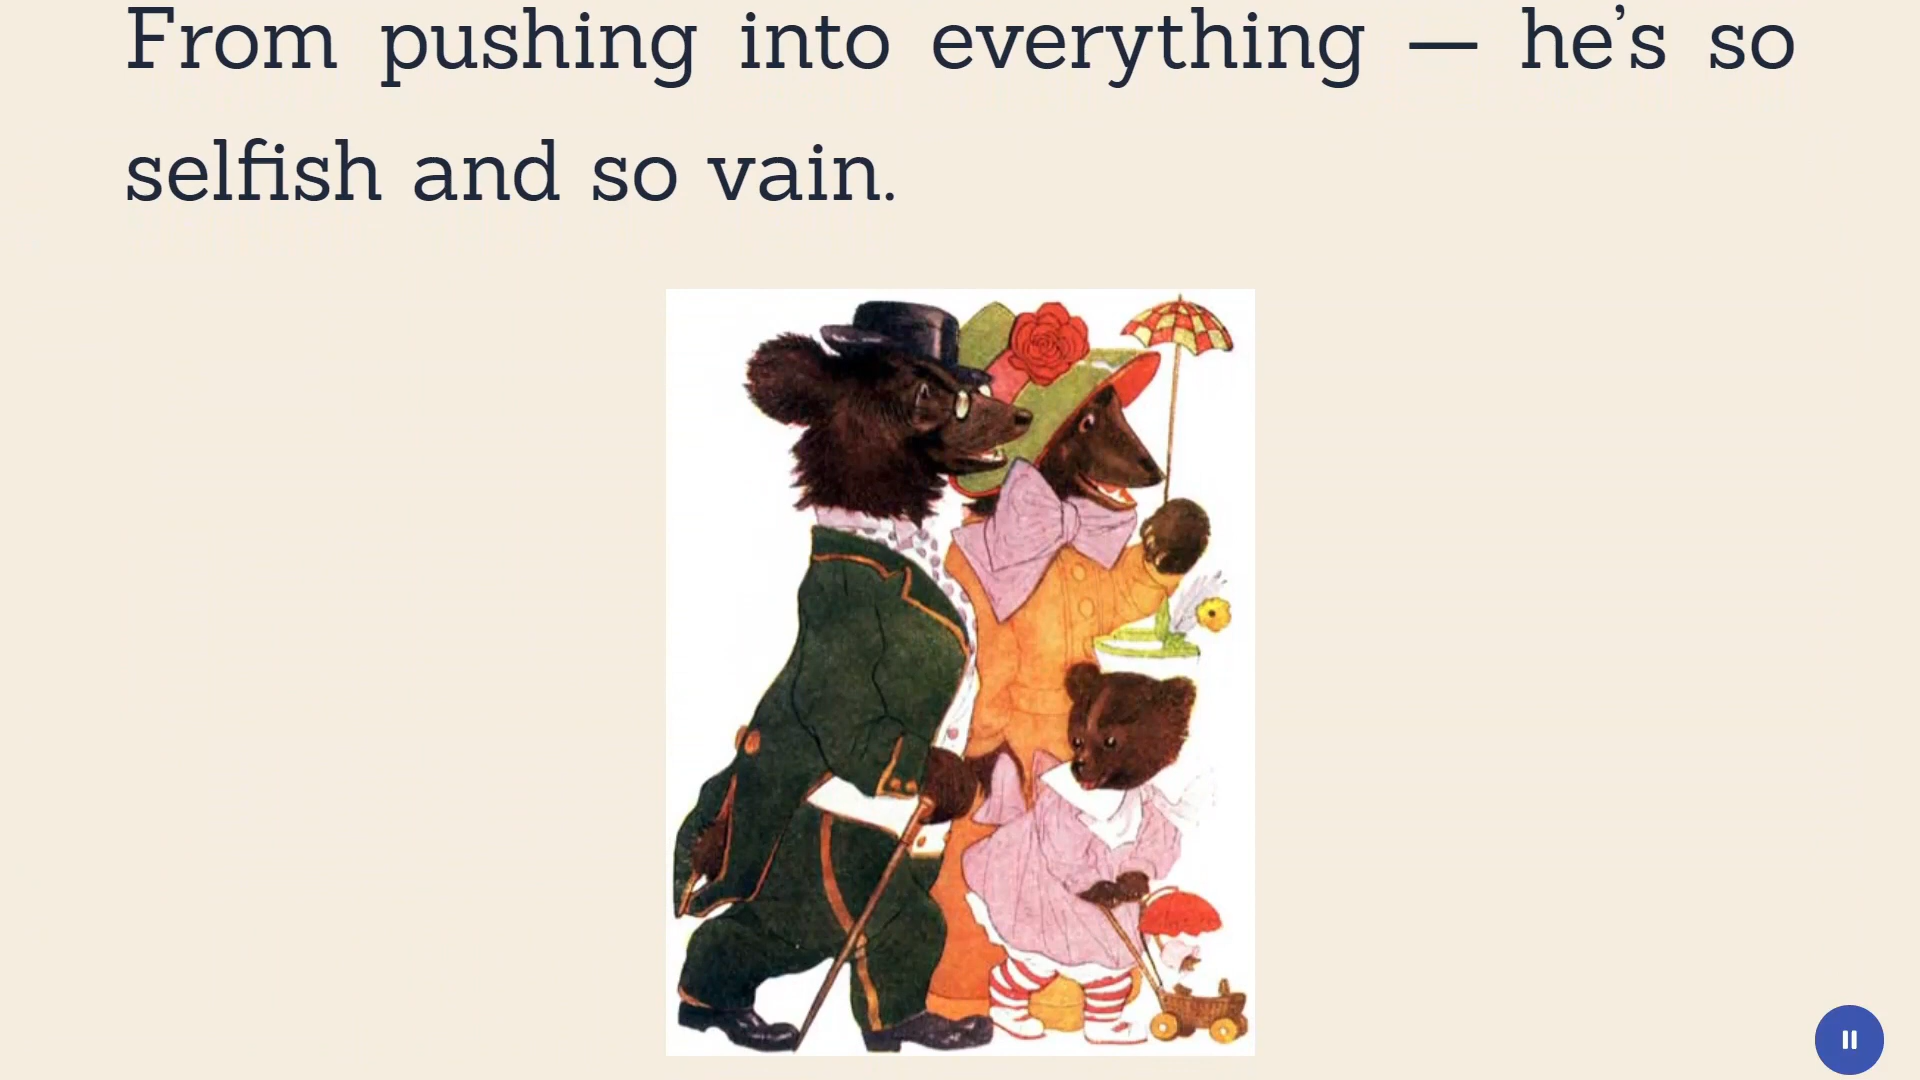 From pushing into everything — he’s so
selfish and so vain.